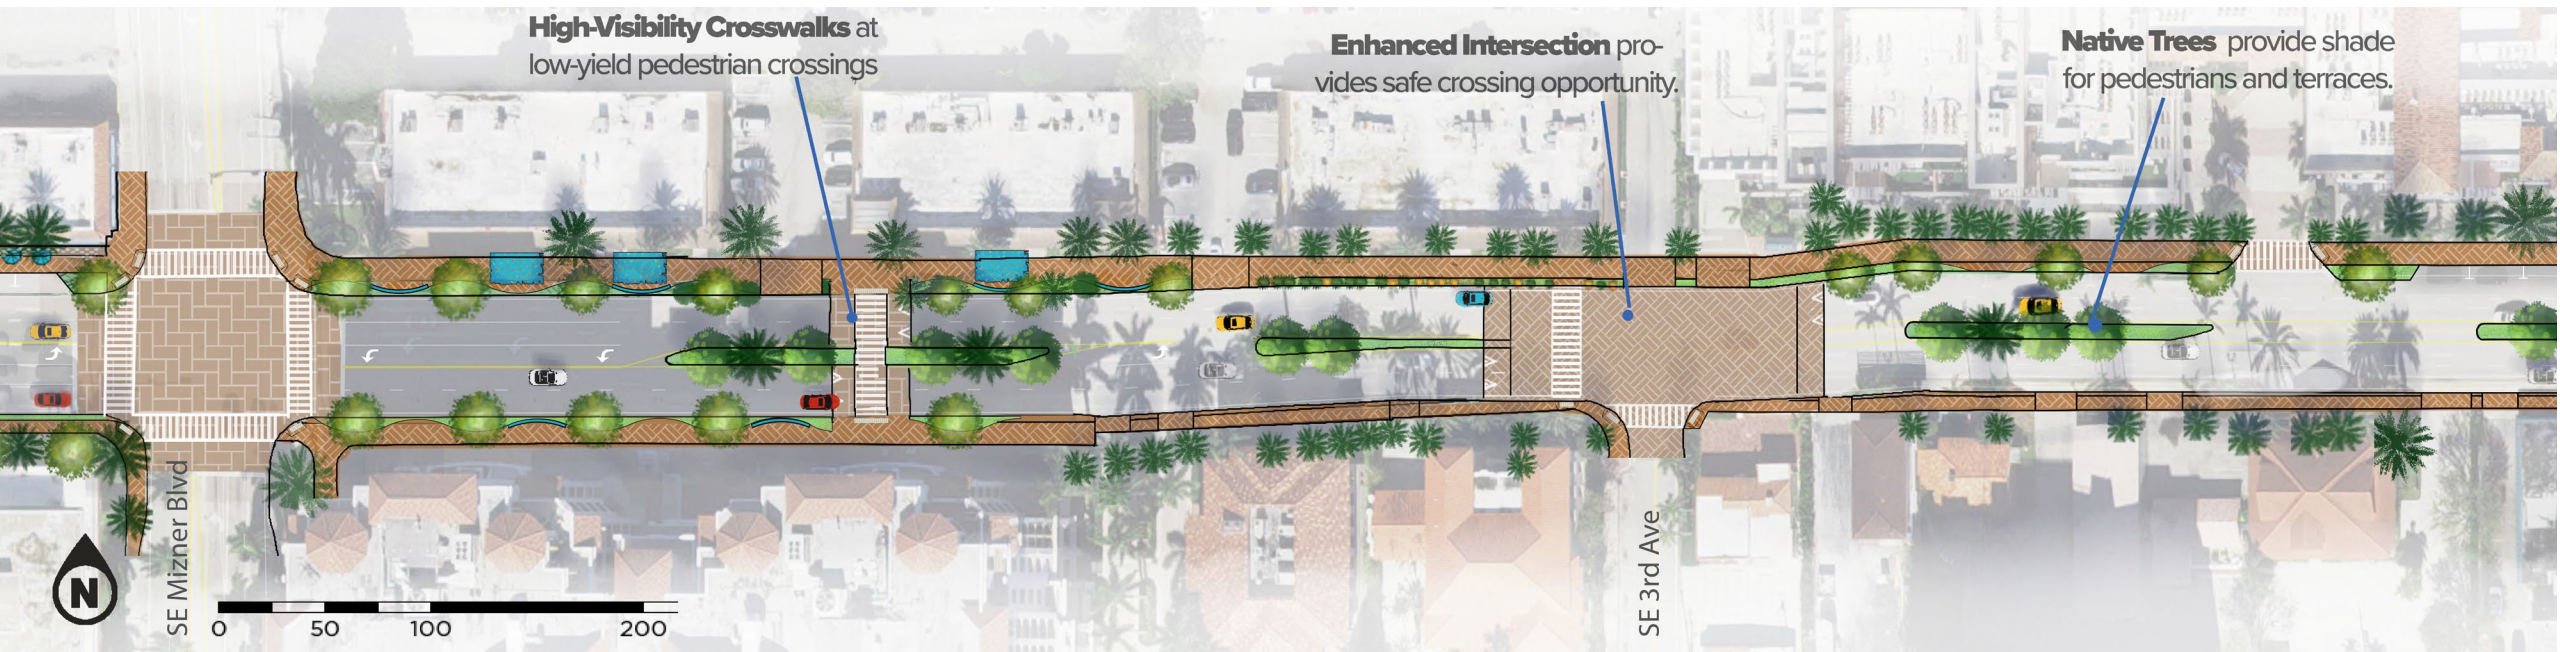 High-Visibility Crosswalks at
low-yield pedestrian crossings
Enhanced Intersection pro-
vides safe crossing opportunity.
Native Trees provide shade
for pedestrians and terraces.
SE Mizner Blvd
SE 3rd Ave
N
0 50 100 200